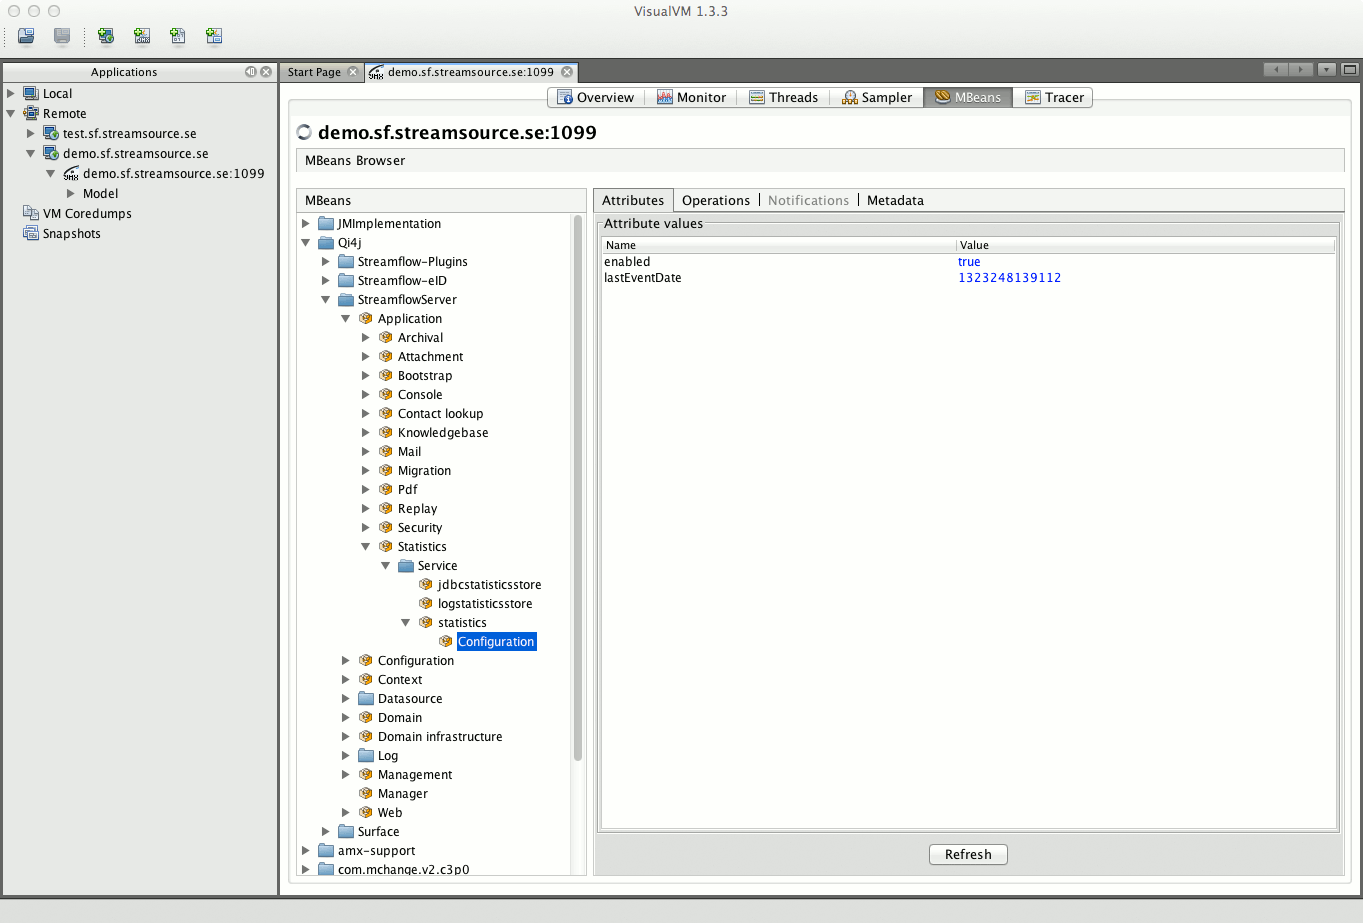 VisualVM 1.3.3
Applications
Start Page
demo.sf.streamsource.se:1099
Local
Remote
test.sf.streamsource.se
demo.sf.streamsource.se
demo.sf.streamsource.se:1099
Model
VM Coredumps
Snapshots
Overview
Monitor
Threads
Sampler
MBeans
Tracer
demo.sf.streamsource.se:1099
MBeans Browser
MBeans
JMImplementation
Qi4j
Streamflow-Plugins
Streamflow-eID
StreamflowServer
Application
Archival
Attachment
Bootstrap
Console
Contact lookup
Knowledgebase
Mail
Migration
Pdf
Replay
Security
Statistics
Service
jdbcstatisticsstore
logstatisticsstore
statistics
Configuration
Configuration
Context
Datasource
Domain
Domain infrastructure
Log
Management
Manager
Web
Surface
amx-support
com.mchange.v2.c3p0
Attributes
Operations
Notifications
Metadata
Attribute values
Name Value
enabled true
lastEventDate 1323248139112
Refresh